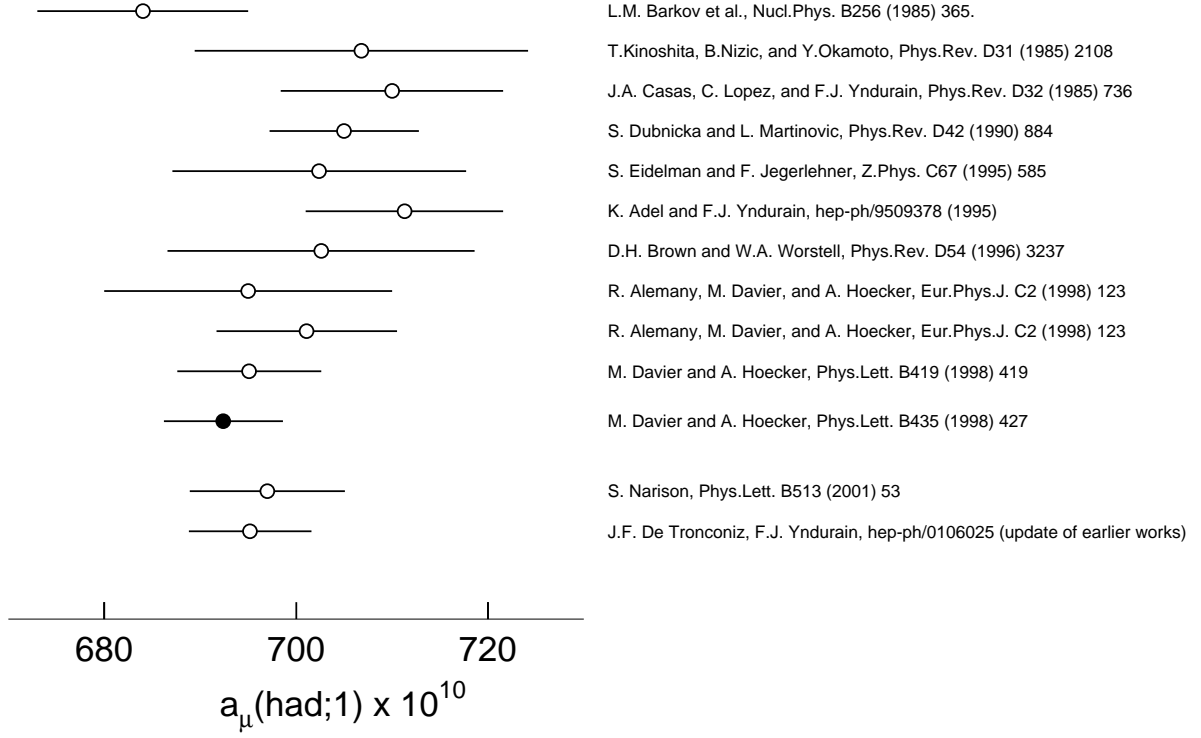 L.M. Barkov et al., Nucl.Phys. B256 (1985) 365.
T.Kinoshita, B.Nizic, and Y.Okamoto, Phys.Rev. D31 (1985) 2108
J.A. Casas, C. Lopez, and F.J. Yndurain, Phys.Rev. D32 (1985) 736
S. Dubnicka and L. Martinovic, Phys.Rev. D42 (1990) 884
S. Eidelman and F. Jegerlehner, Z.Phys. C67 (1995) 585
K. Adel and F.J. Yndurain, hep-ph/9509378 (1995)
D.H. Brown and W.A. Worstell, Phys.Rev. D54 (1996) 3237
R. Alemany, M. Davier, and A. Hoecker, Eur.Phys.J. C2 (1998) 123
R. Alemany, M. Davier, and A. Hoecker, Eur.Phys.J. C2 (1998) 123
M. Davier and A. Hoecker, Phys.Lett. B419 (1998) 419
M. Davier and A. Hoecker, Phys.Lett. B435 (1998) 427
S. Narison, Phys.Lett. B513 (2001) 53
J.F. De Tronconiz, F.J. Yndurain, hep-ph/0106025 (update of earlier works)
680 700 720
aμ(had;1) x 10¹⁰